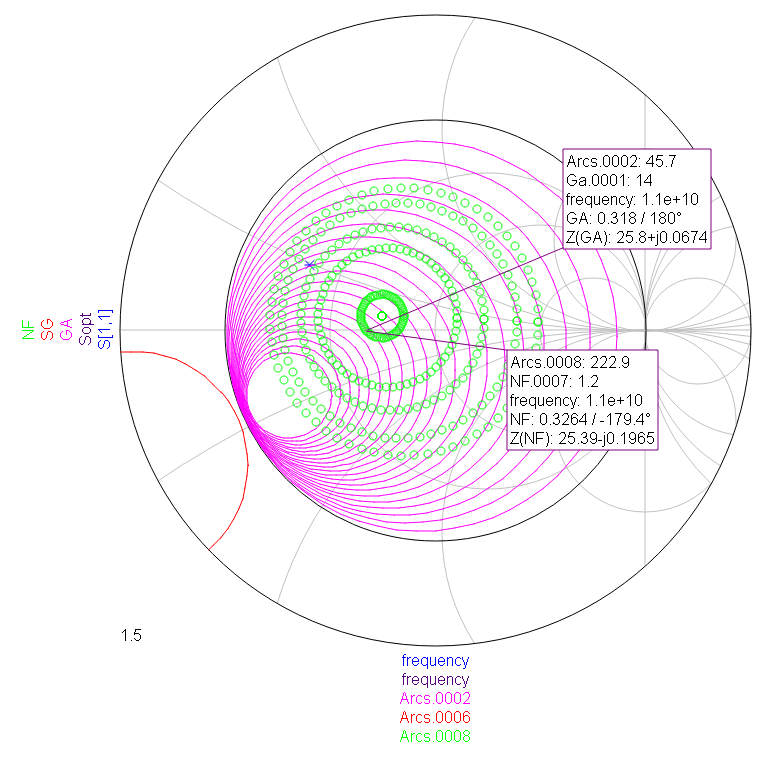 NF
SG
GA
Sopt
S[1,1]
Arcs.0002: 45.7
Ga.0001: 14
frequency: 1.1e+10
GA: 0.318 / 180°
Z(GA): 25.8+j0.0674
Arcs.0008: 222.9
NF.0007: 1.2
frequency: 1.1e+10
NF: 0.3264 / -179.4°
Z(NF): 25.39-j0.1965
1.5
frequency
frequency
Arcs.0002
Arcs.0006
Arcs.0008